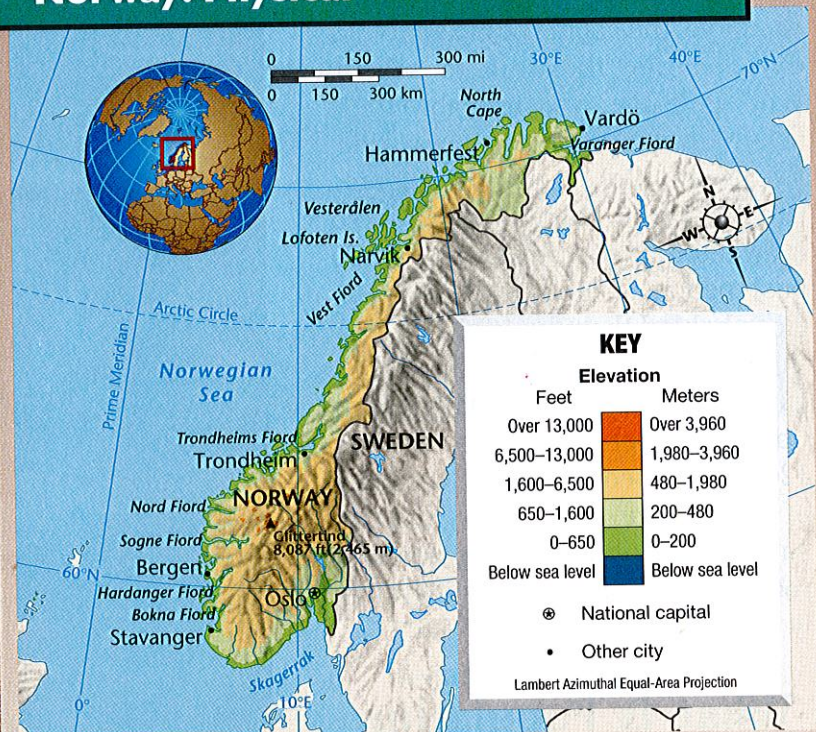 Norway: Physical
0 150 300 mi
0 150 300 km
30°E
40°E
70°N
North
Cape
Vardö
Hammerfest
Varanger Fiord
Vesterålen
Lofoten Is.
Narvik
Vest Fiord
N
W
E
S
Arctic Circle
Prime Meridian
Norwegian
Sea
Trondheims Fiord
Trondheim
SWEDEN
NORWAY
Nord Fiord
Glittertind
8,087 ft(2,465 m)
Sogne Fiord
Bergen
60°N
Hardanger Fiord
Oslo
Bokna Fiord
Stavanger
Skagerrak
0°
10°E
KEY
Elevation
Feet Meters
Over 13,000 Over 3,960
6,500–13,000 1,980–3,960
1,600–6,500 480–1,980
650–1,600 200–480
0–650 0–200
Below sea level Below sea level
National capital
Other city
Lambert Azimuthal Equal-Area Projection